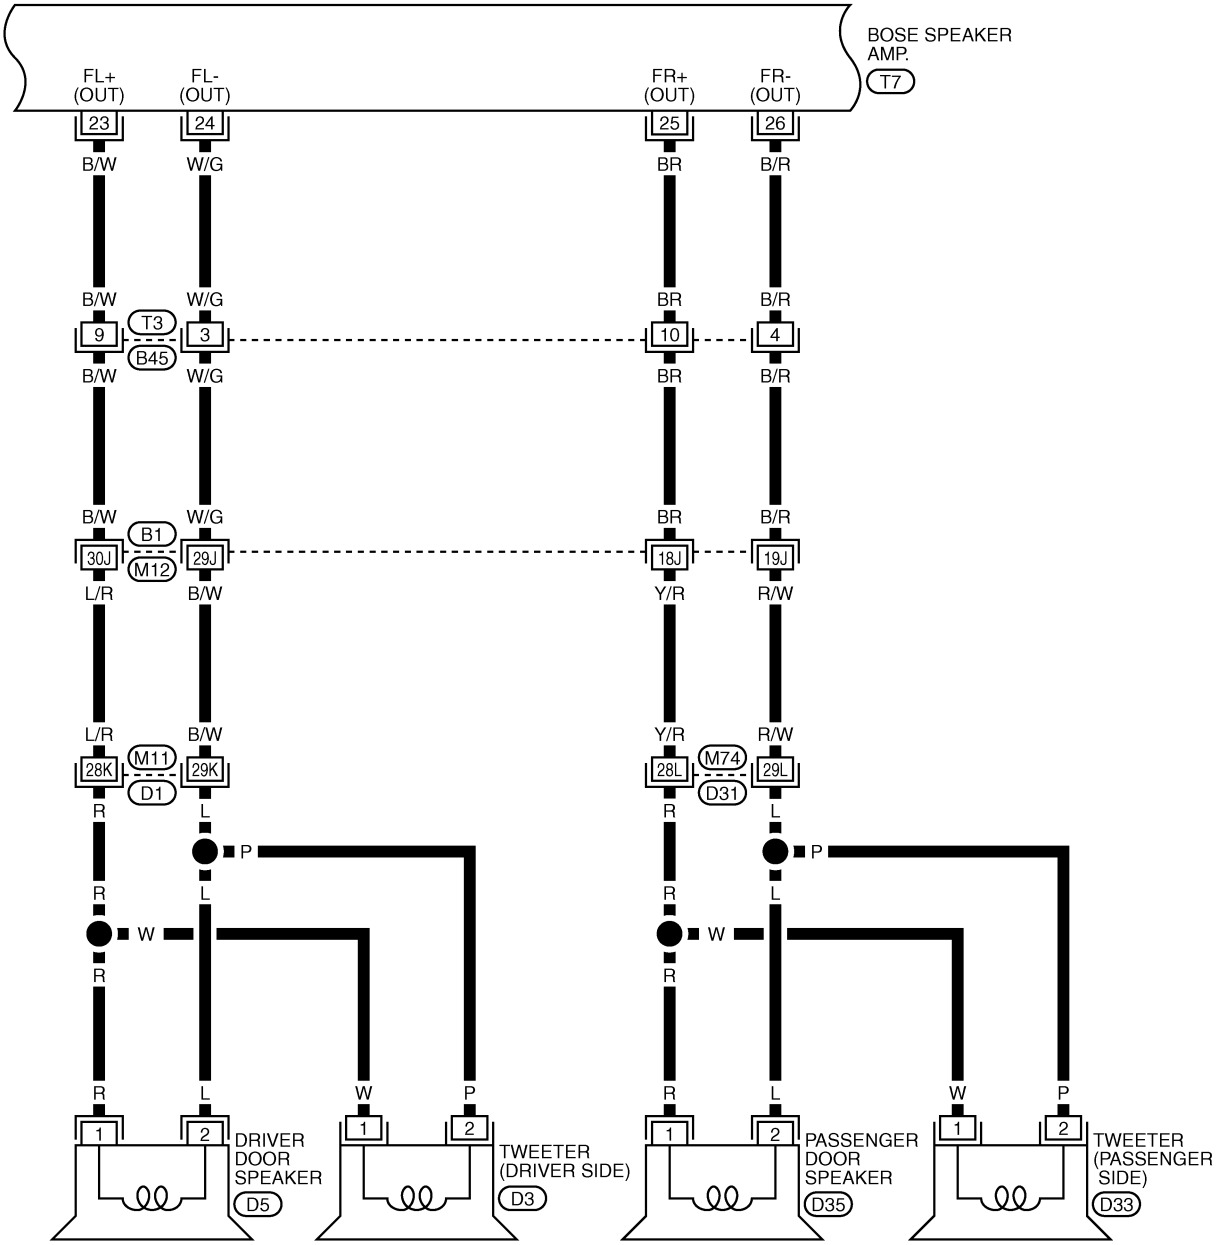 BOSE SPEAKER
AMP.
T7
FL+ FL- FR+ FR-
(OUT) (OUT) (OUT) (OUT)
23 24 25 26
B/W W/G BR B/R
B/W W/G BR B/R
T3
9 3 10 4
B45
B/W W/G BR B/R
B/W W/G BR B/R
B1
30J 29J 18J 19J
M12
L/R B/W Y/R R/W
L/R B/W Y/R R/W
M11 M74
28K 29K 28L 29L
D1 D31
R L R L
P P
R L R L
W W
R R
R L W P R L W P
1 2 1 2 1 2 1 2
DRIVER
DOOR
SPEAKER
D5
TWEETER
(DRIVER SIDE)
D3
PASSENGER
DOOR
SPEAKER
D35
TWEETER
(PASSENGER
SIDE)
D33